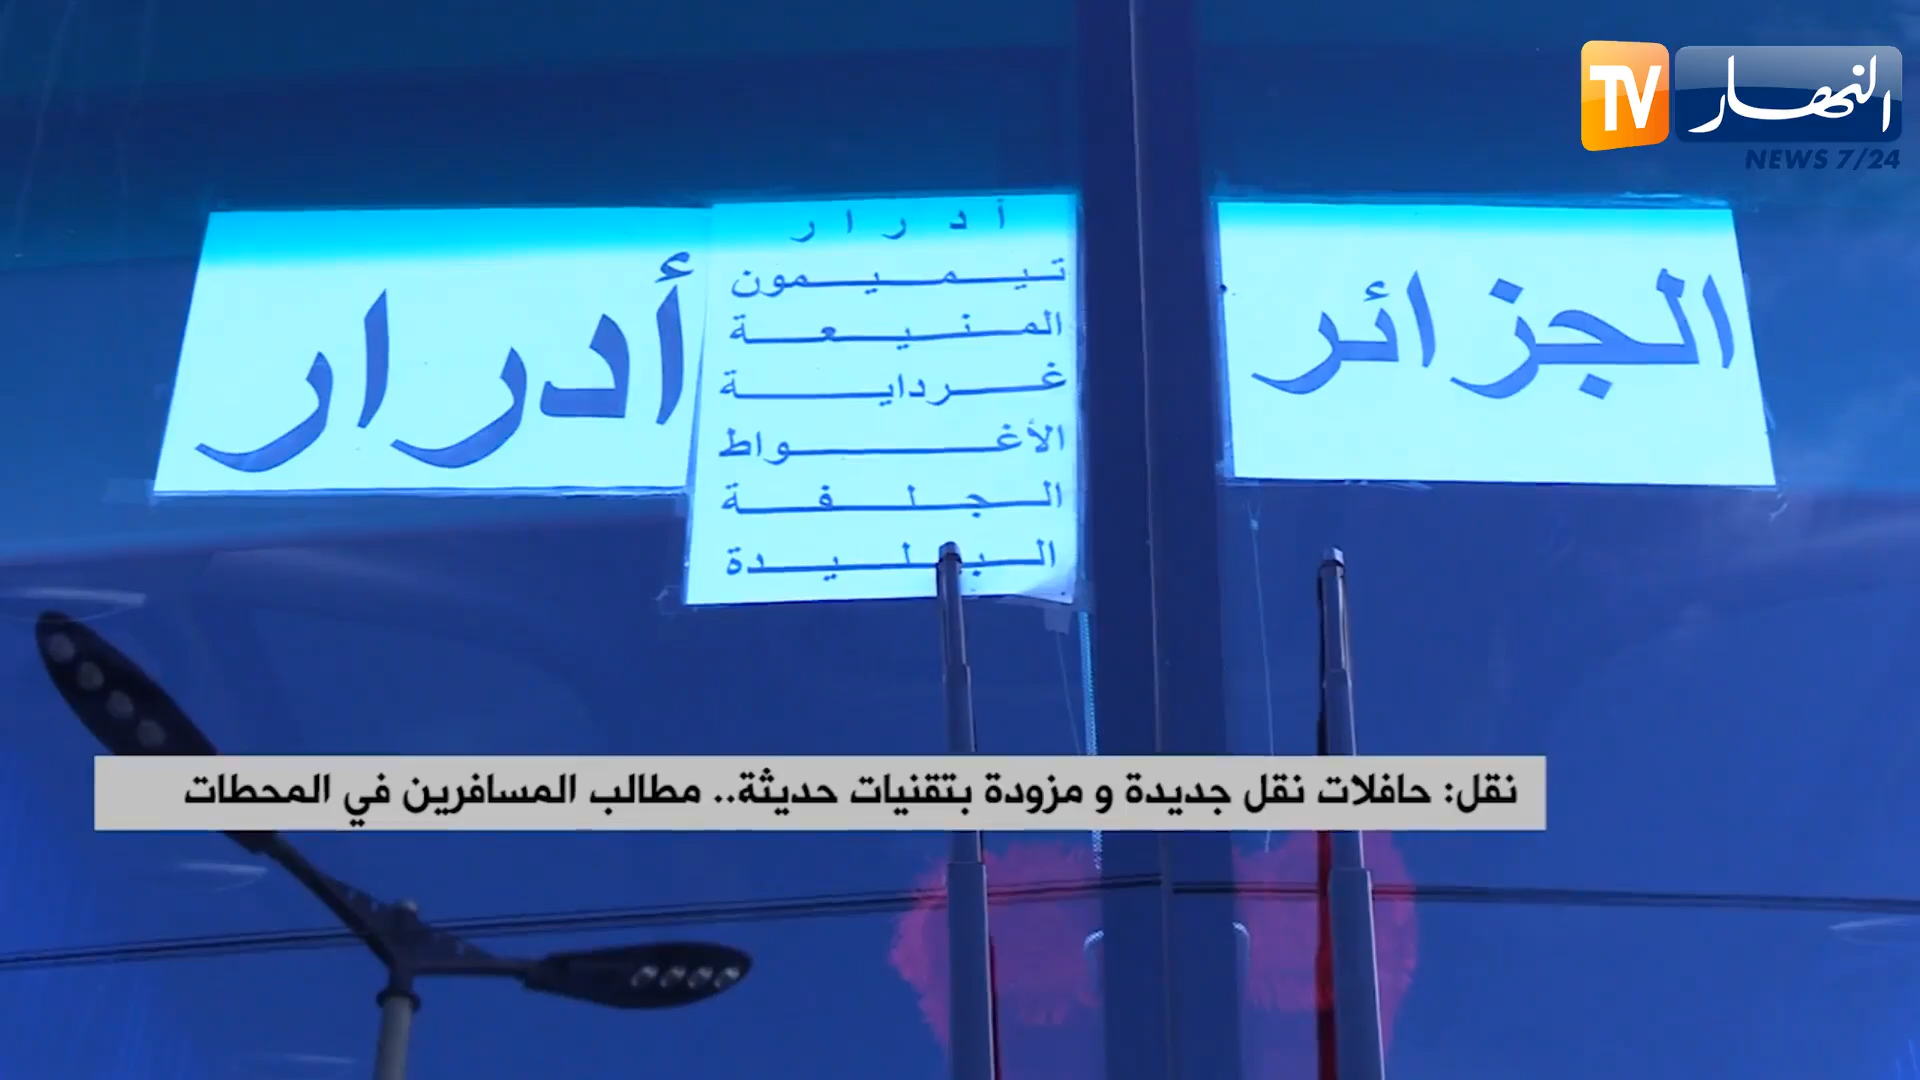 النهار TV
NEWS 7/24
الجزائر
أدرار
تيميمون
المنيعة
غرداية
الأغواط
الجلفة
البليدة
أدرار
نقل: حافلات نقل جديدة و مزودة بتقنيات حديثة.. مطالب المسافرين في المحطات